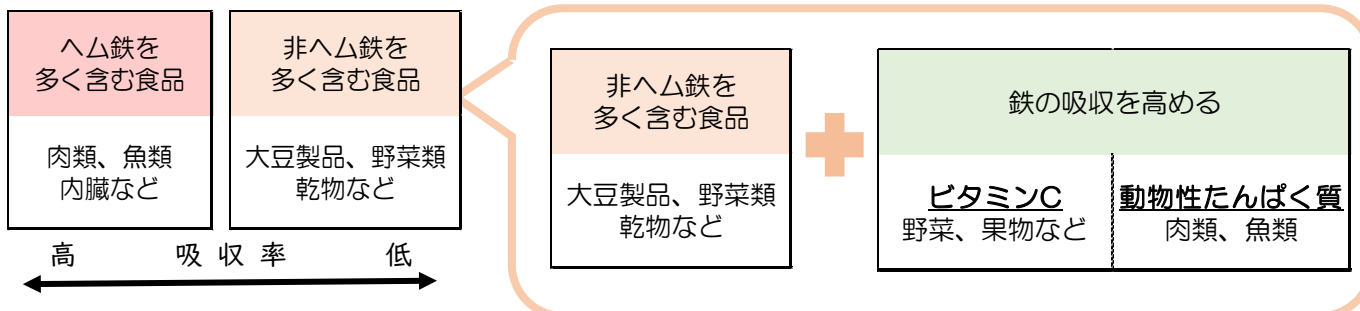 ヘム鉄を
多く含む食品
肉類、魚類
内臓など
非ヘム鉄を
多く含む食品
大豆製品、野菜類
乾物など
高 吸収率 低
非ヘム鉄を
多く含む食品
大豆製品、野菜類
乾物など
鉄の吸収を高める
ビタミンC
野菜、果物など
動物性たんぱく質
肉類、魚類